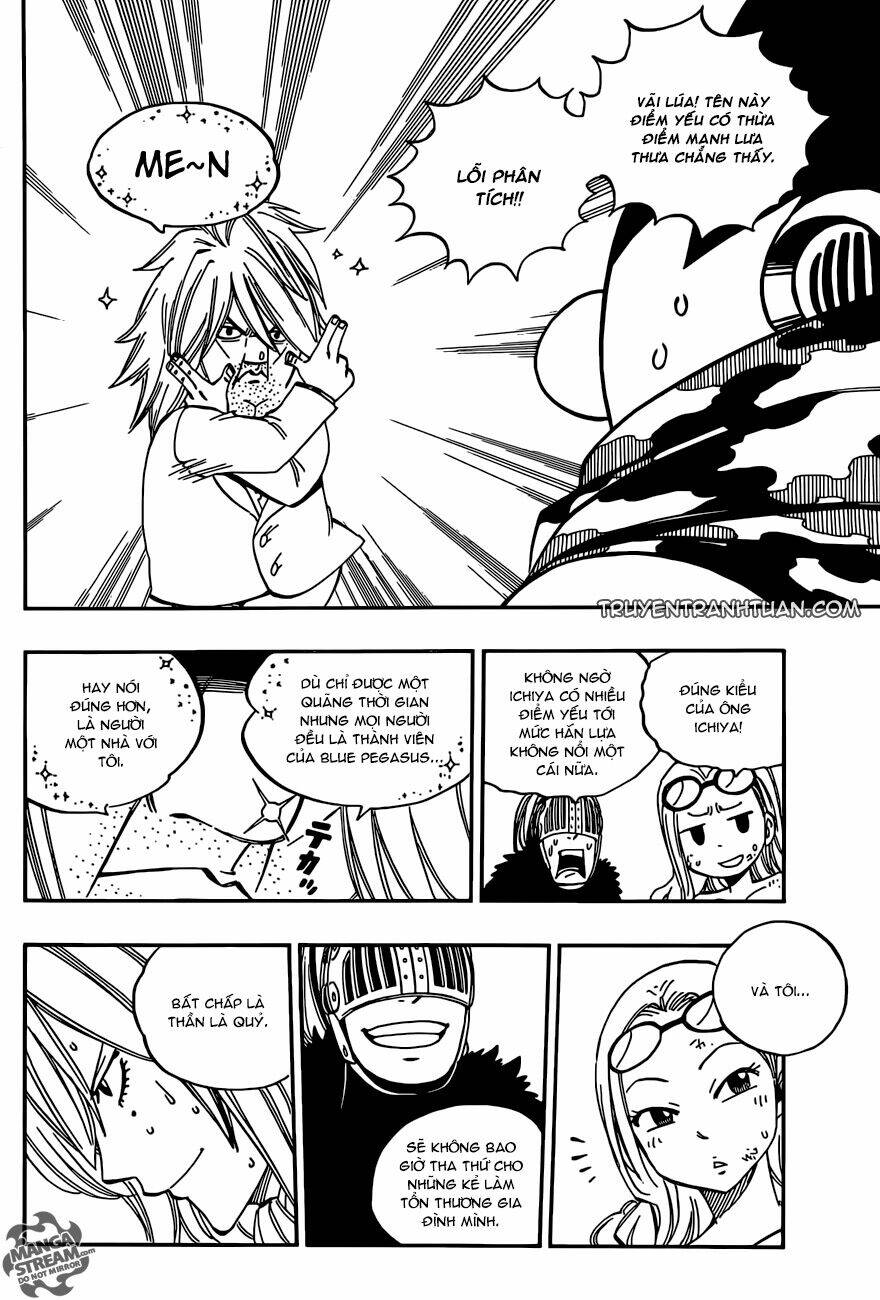 VÃI LÚA! TÊN NÀY
ĐIỂM YẾU CÓ THỪA
ĐIỂM MẠNH LƯA
THƯA CHẲNG THẤY.
LỖI PHÂN
TÍCH!!
ME~N
TRUYENTRANHTUAN.COM
ĐÚNG KIỂU
CỦA ÔNG
ICHIYA!
KHÔNG NGỜ
ICHIYA CÓ NHIỀU
ĐIỂM YẾU TỚI
MỨC HẮN LỰA
KHÔNG NỔI MỘT
CÁI NỮA.
DÙ CHỈ ĐƯỢC MỘT
QUÃNG THỜI GIAN
NHƯNG MỌI NGƯỜI
ĐỀU LÀ THÀNH VIÊN
CỦA BLUE PEGASUS...
HAY NÓI
ĐÚNG HƠN,
LÀ NGƯỜI
MỘT NHÀ VỚI
TÔI.
テカッ
VÀ TÔI...
SẼ KHÔNG BAO
GIỜ THA THỨ CHO
NHỮNG KẺ LÀM
TỔN THƯƠNG GIA
ĐÌNH MÌNH.
BẤT CHẤP LÀ
THẦN LÀ QUỶ.
MANGA
STREAM.com
DO NOT MIRROR!